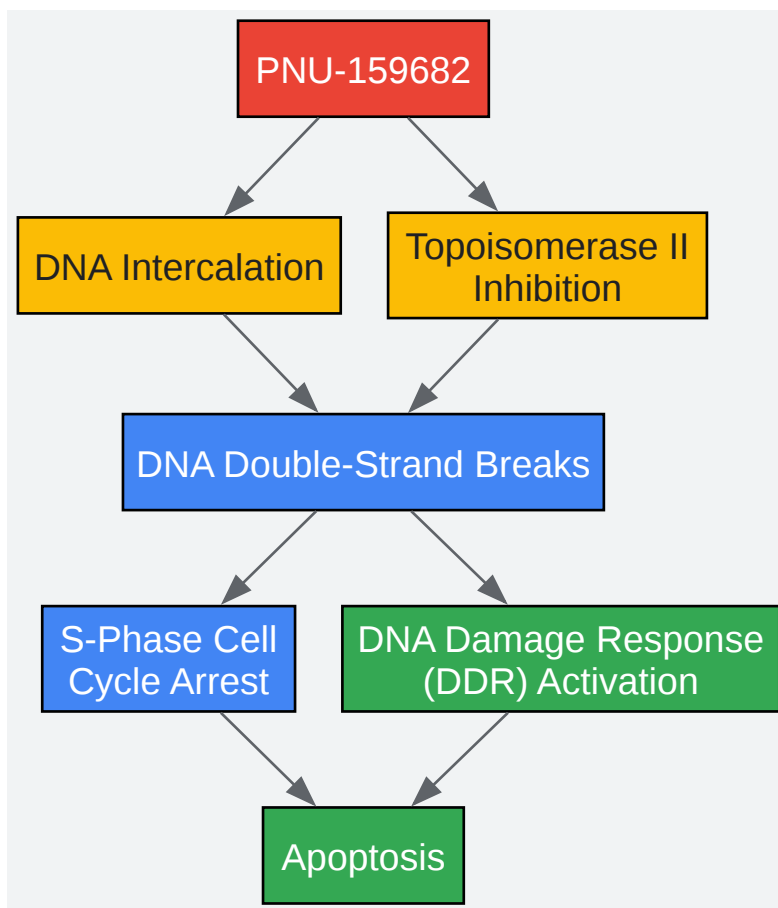 PNU-159682
DNA Intercalation
Topoisomerase II
Inhibition
DNA Double-Strand Breaks
S-Phase Cell
Cycle Arrest
DNA Damage Response
(DDR) Activation
Apoptosis